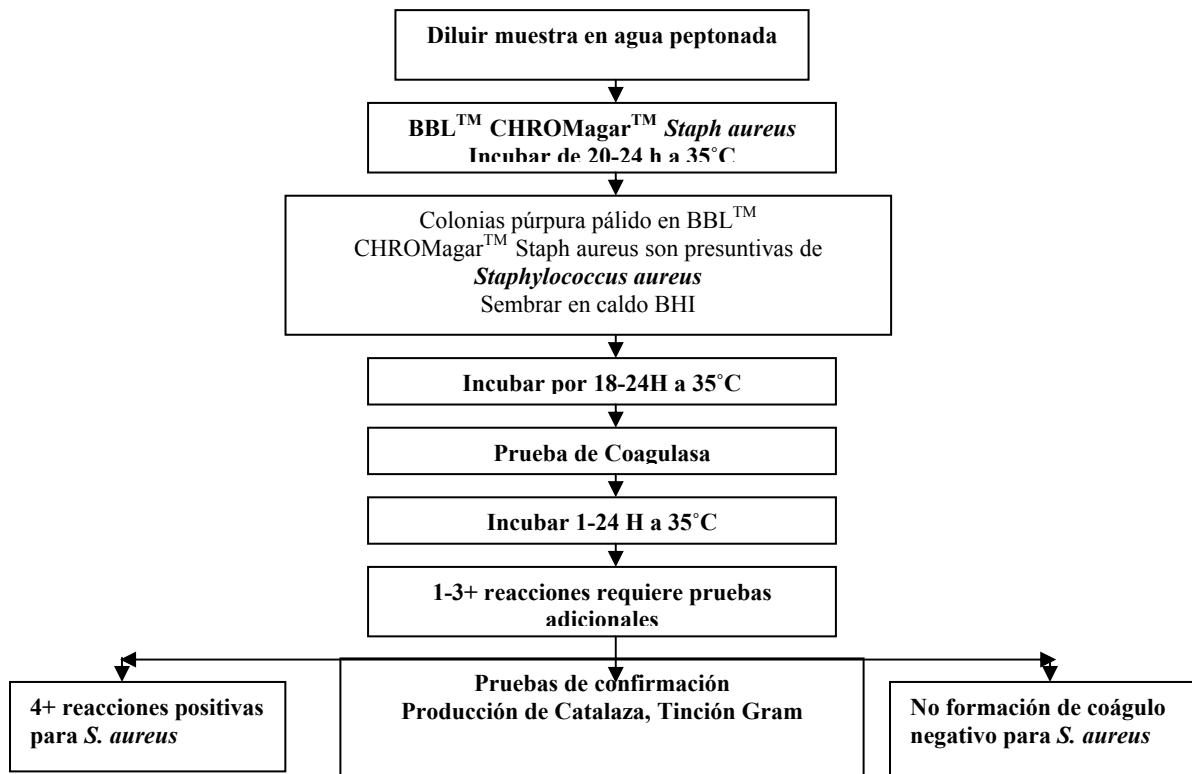 Diluir muestra en agua peptonada
BBL™ CHROMagar™ Staph aureus
Incubar de 20-24 h a 35˚C
Colonias púrpura pálido en BBL™
CHROMagar™ Staph aureus son presuntivas de
Staphylococcus aureus
Sembrar en caldo BHI
Incubar por 18-24H a 35˚C
Prueba de Coagulasa
Incubar 1-24 H a 35˚C
1-3+ reacciones requiere pruebas
adicionales
4+ reacciones positivas
para S. aureus
Pruebas de confirmación
Producción de Catalaza, Tinción Gram
No formación de coágulo
negativo para S. aureus